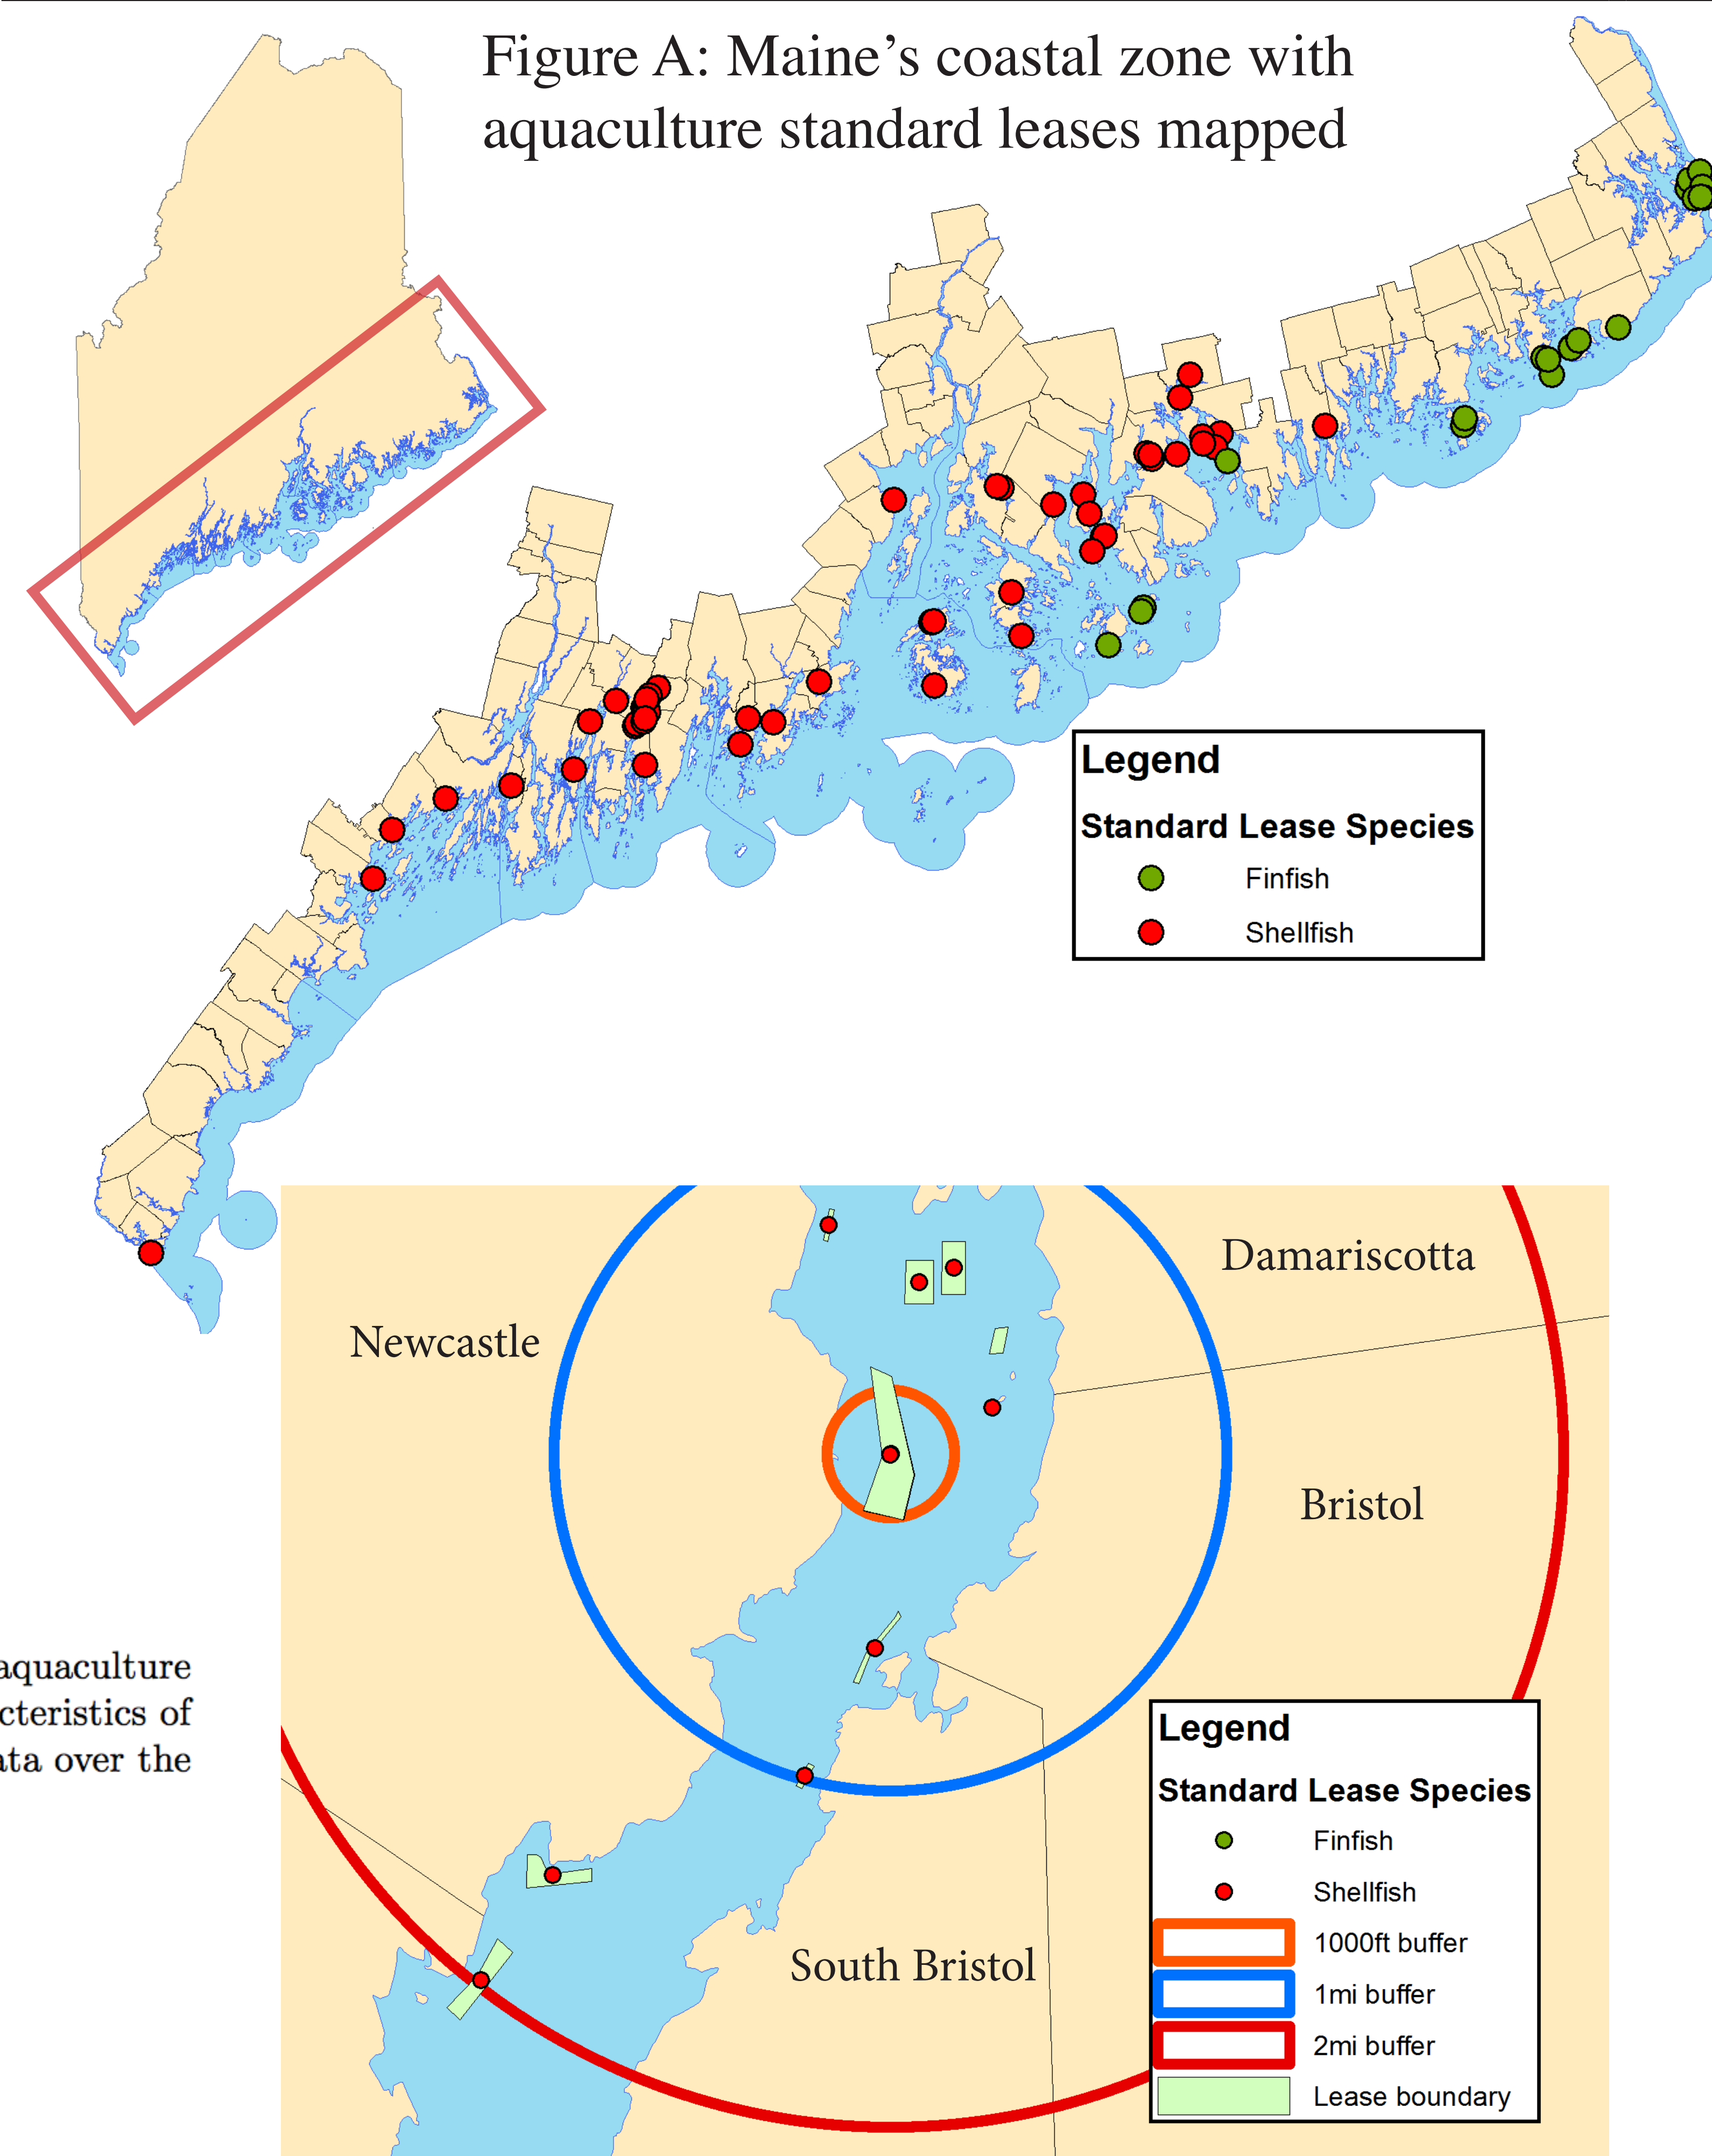 Figure A: Maine’s coastal zone with
aquaculture standard leases mapped
Legend
Standard Lease Species
Finfish
Shellfish
Damariscotta
Newcastle
Bristol
South Bristol
aquaculture
of
over the
Legend
Standard Lease Species
Finfish
Shellfish
1000ft buffer
1mi buffer
2mi buffer
Lease boundary